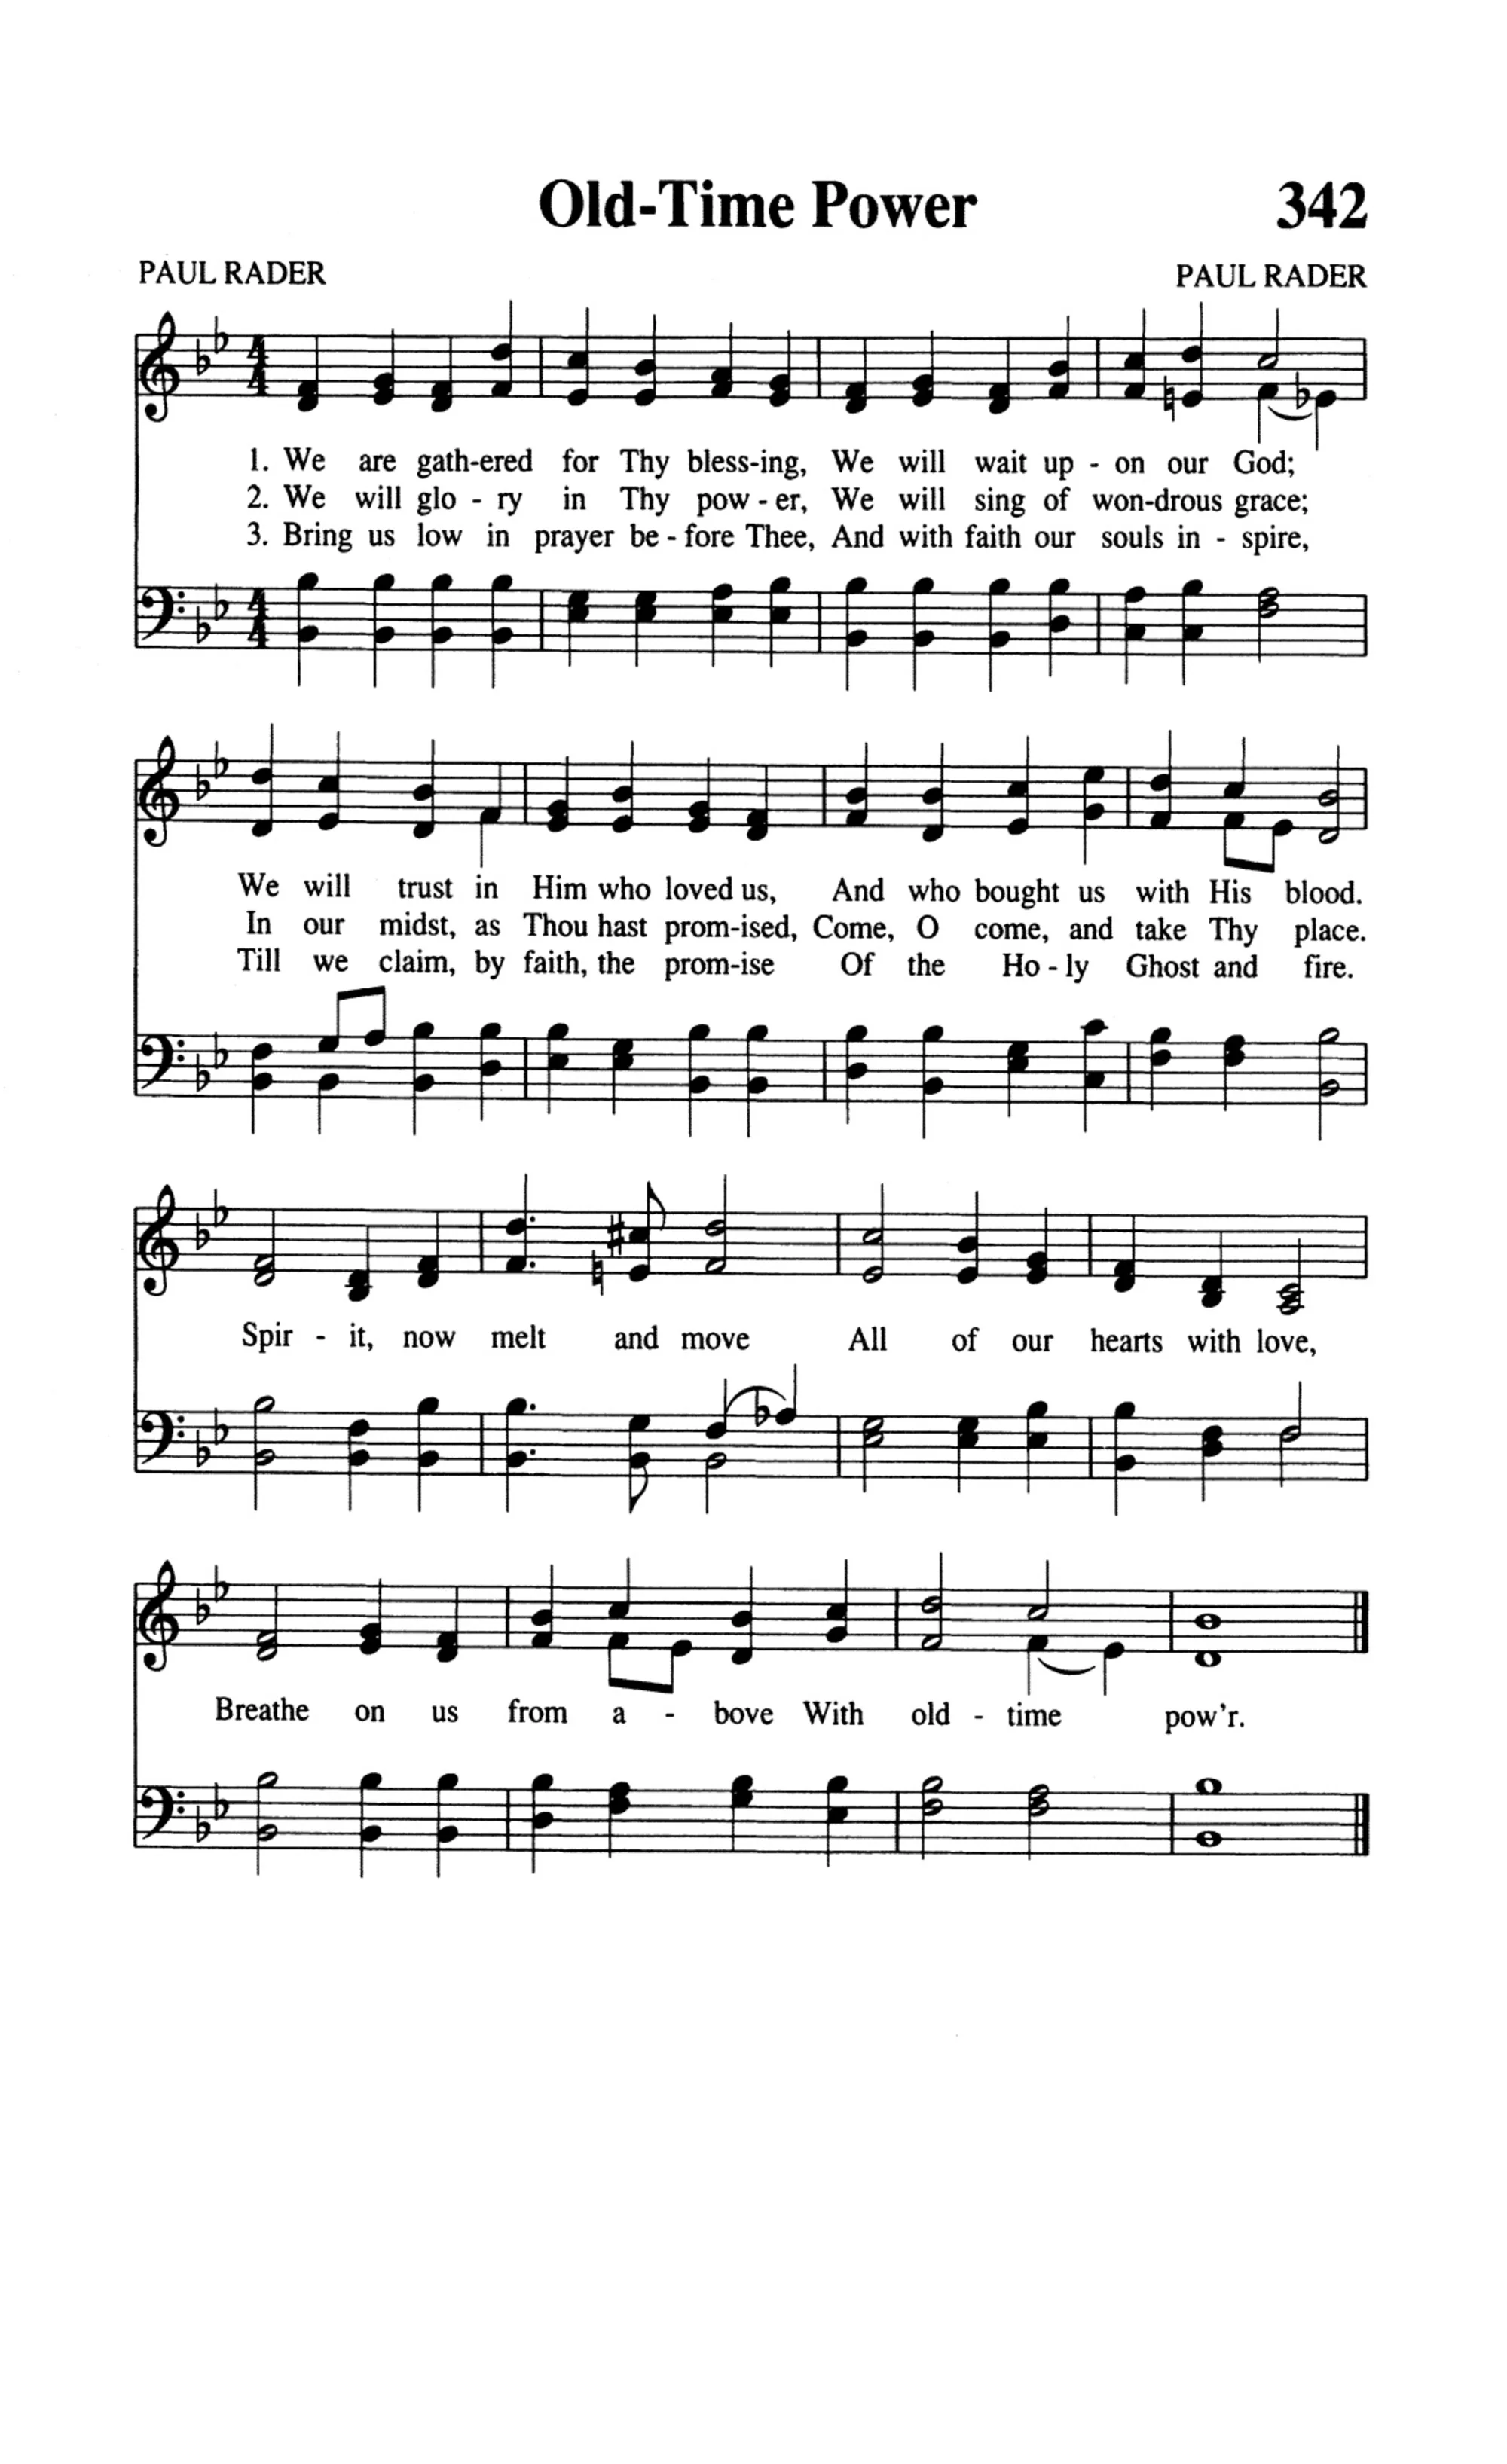 Old-Time Power 342
PAUL RADER PAUL RADER
1. We are gath-ered for Thy bless-ing, We will wait up - on our God;
2. We will glo - ry in Thy pow - er, We will sing of won-drous grace;
3. Bring us low in prayer be - fore Thee, And with faith our souls in - spire,
We will trust in Him who loved us, And who bought us with His blood.
In our midst, as Thou hast prom-ised, Come, O come, and take Thy place.
Till we claim, by faith, the prom-ise Of the Ho - ly Ghost and fire.
Spir - it, now melt and move All of our hearts with love,
Breathe on us from a - bove With old - time pow'r.